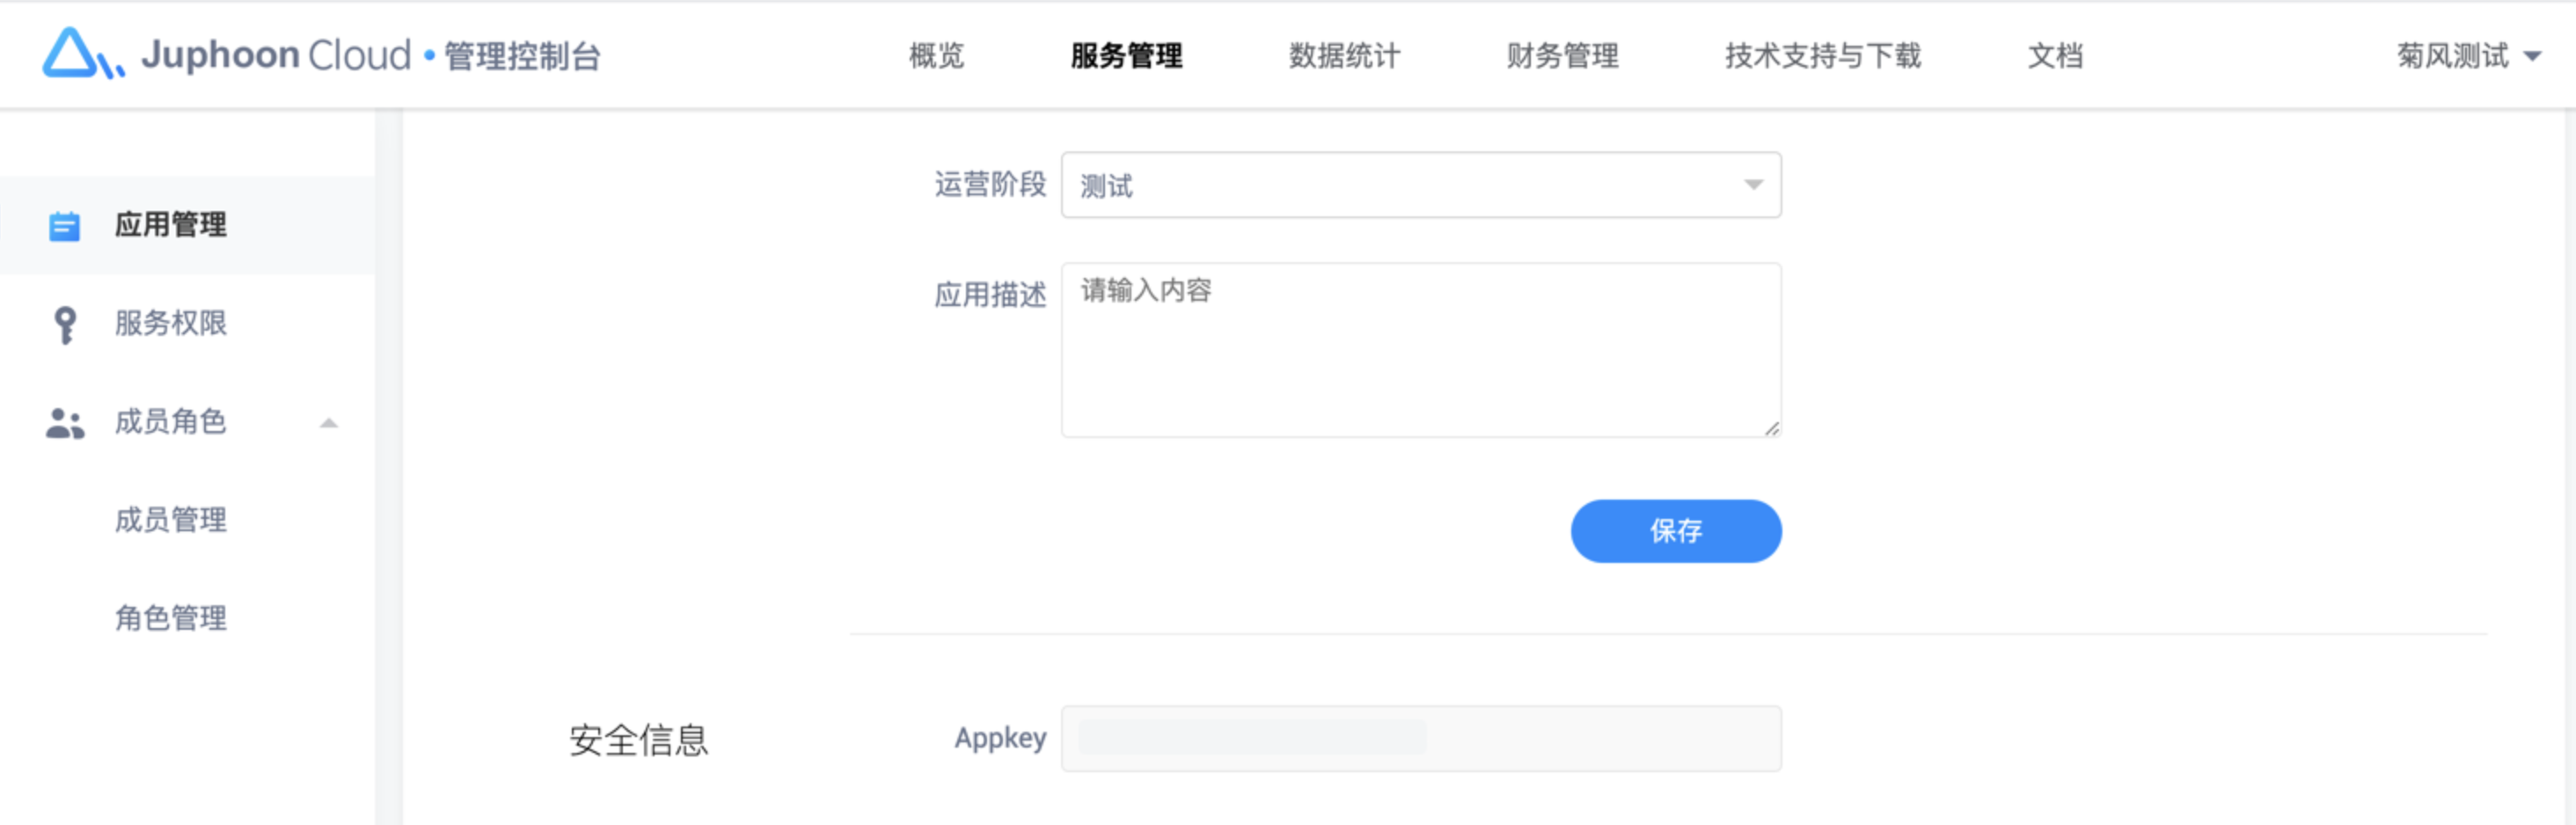 Juphoon Cloud • 管理控制台 概览 服务管理 数据统计 财务管理 技术支持与下载 文档 菊风测试
应用管理
服务权限
成员角色
成员管理
角色管理
运营阶段 测试
应用描述 请输入内容
保存
安全信息 Appkey